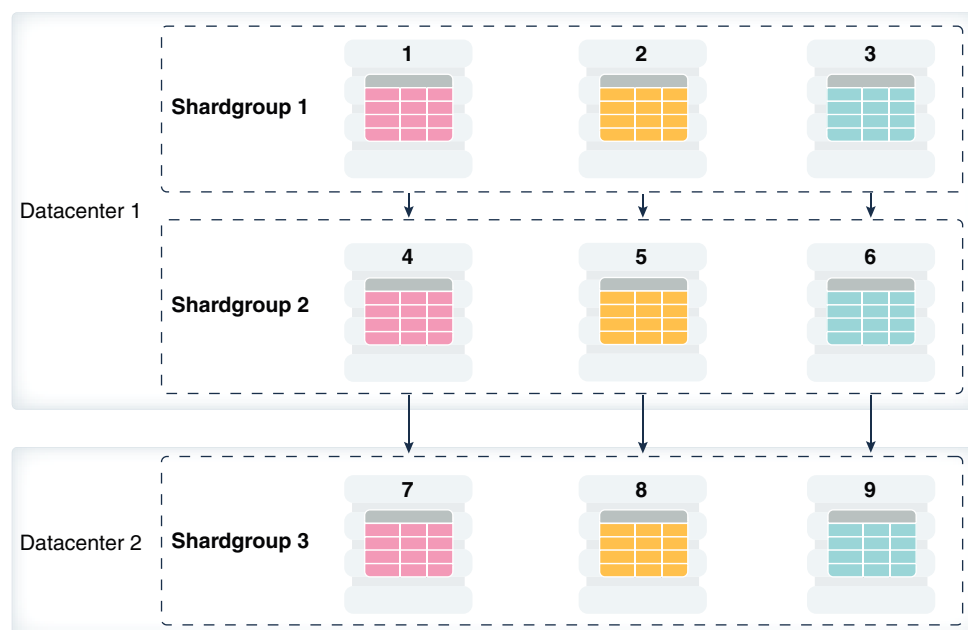 1 2 3
Shardgroup 1
Datacenter 1
4 5 6
Shardgroup 2
7 8 9
Datacenter 2 Shardgroup 3